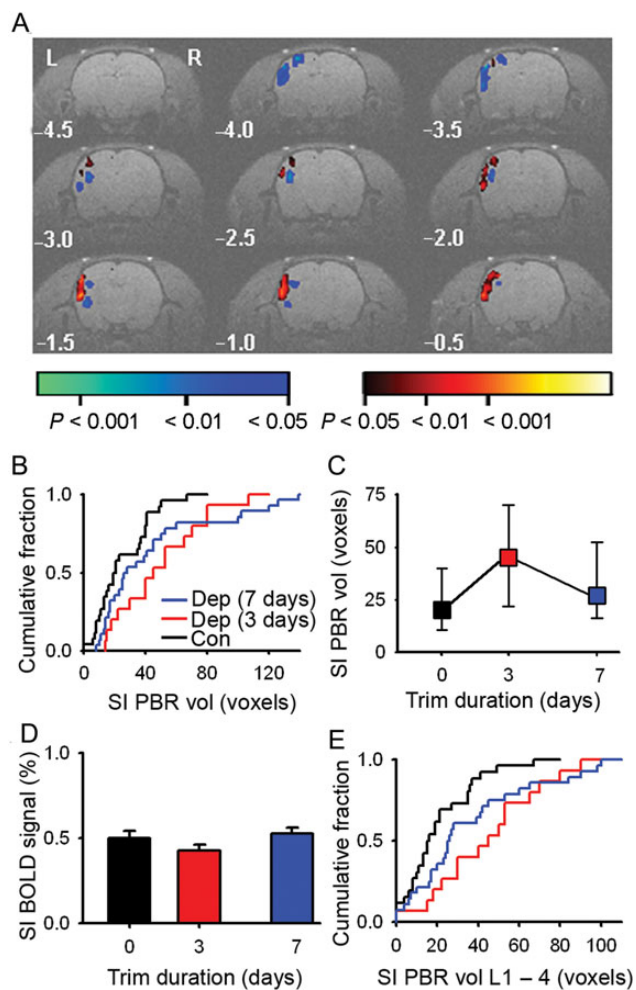 A
L R
−4.5 −4.0 −3.5
−3.0 −2.5 −2.0
−1.5 −1.0 −0.5
P < 0.001 < 0.01 < 0.05
P < 0.05 < 0.01 < 0.001
B
Cumulative fraction
1.0
0.5
0.0
Dep (7 days)
Dep (3 days)
Con
0 40 80 120
SI PBR vol (voxels)
C
SI PBR vol (voxels)
75
50
25
0
0 3 7
Trim duration (days)
D
SI BOLD signal (%)
1.0
0.5
0.0
0 3 7
Trim duration (days)
E
Cumulative fraction
1.0
0.5
0.0
0 20 40 60 80 100
SI PBR vol L1 – 4 (voxels)